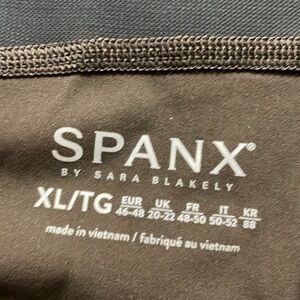 SPANX®
BY SARA BLAKELY
XL/TG EUR 46-48 UK 20-22 FR 48-50 IT 50-52 KR 88
made in vietnam / fabriqué au vietnam